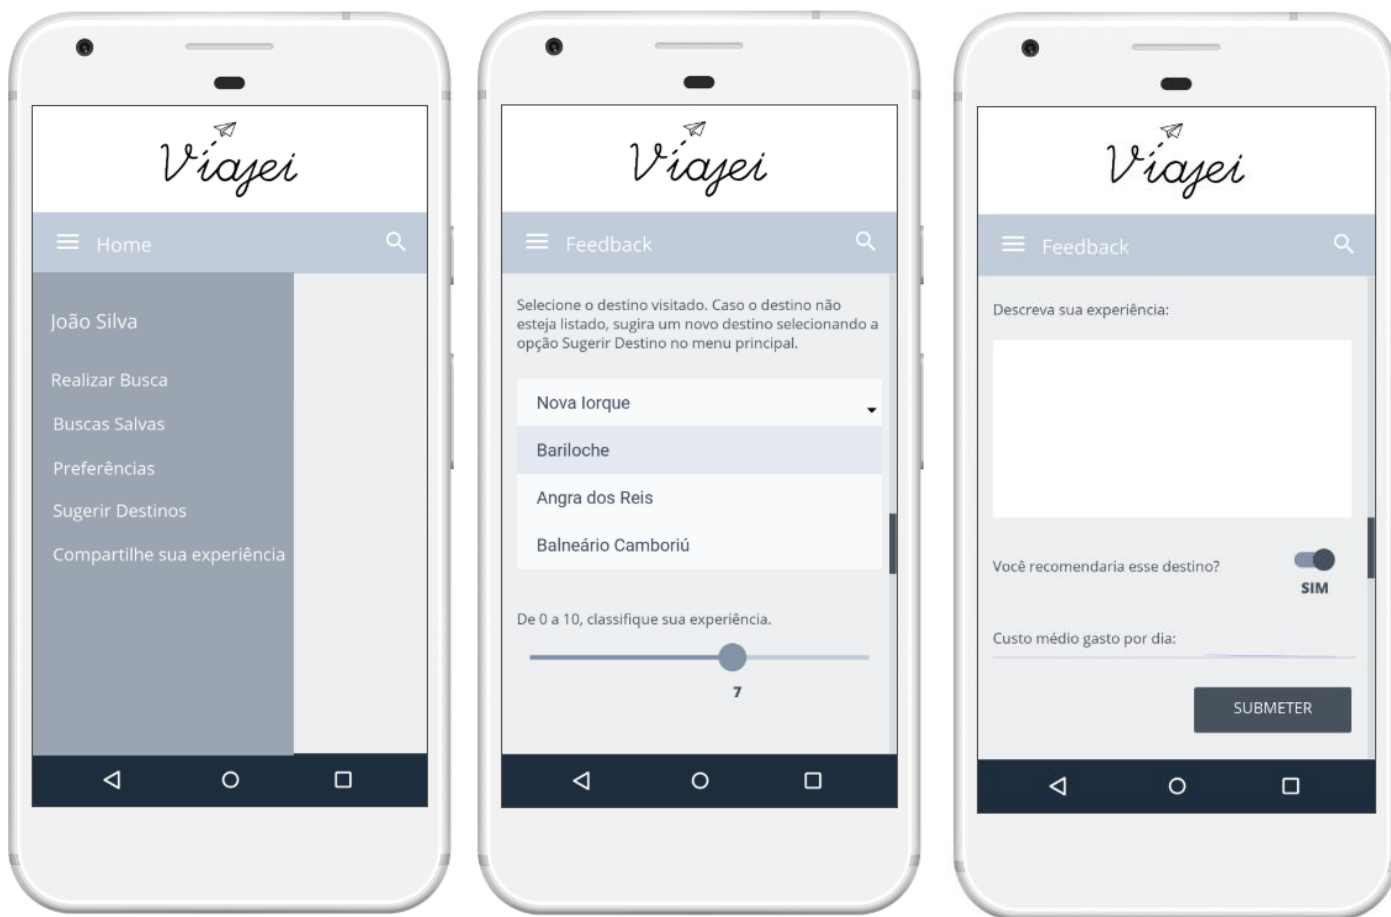 Viajei
Home
João Silva
Realizar Busca
Buscas Salvas
Preferências
Sugerir Destinos
Compartilhe sua experiência
Viajei
Feedback
Selecione o destino visitado. Caso o destino não
esteja listado, sugira um novo destino selecionando a
opção Sugerir Destino no menu principal.
Nova Iorque
Bariloche
Angra dos Reis
Balneário Camboriú
De 0 a 10, classifique sua experiência.
7
Viajei
Feedback
Descreva sua experiência:
Você recomendaria esse destino?
SIM
Custo médio gasto por dia:
SUBMETER